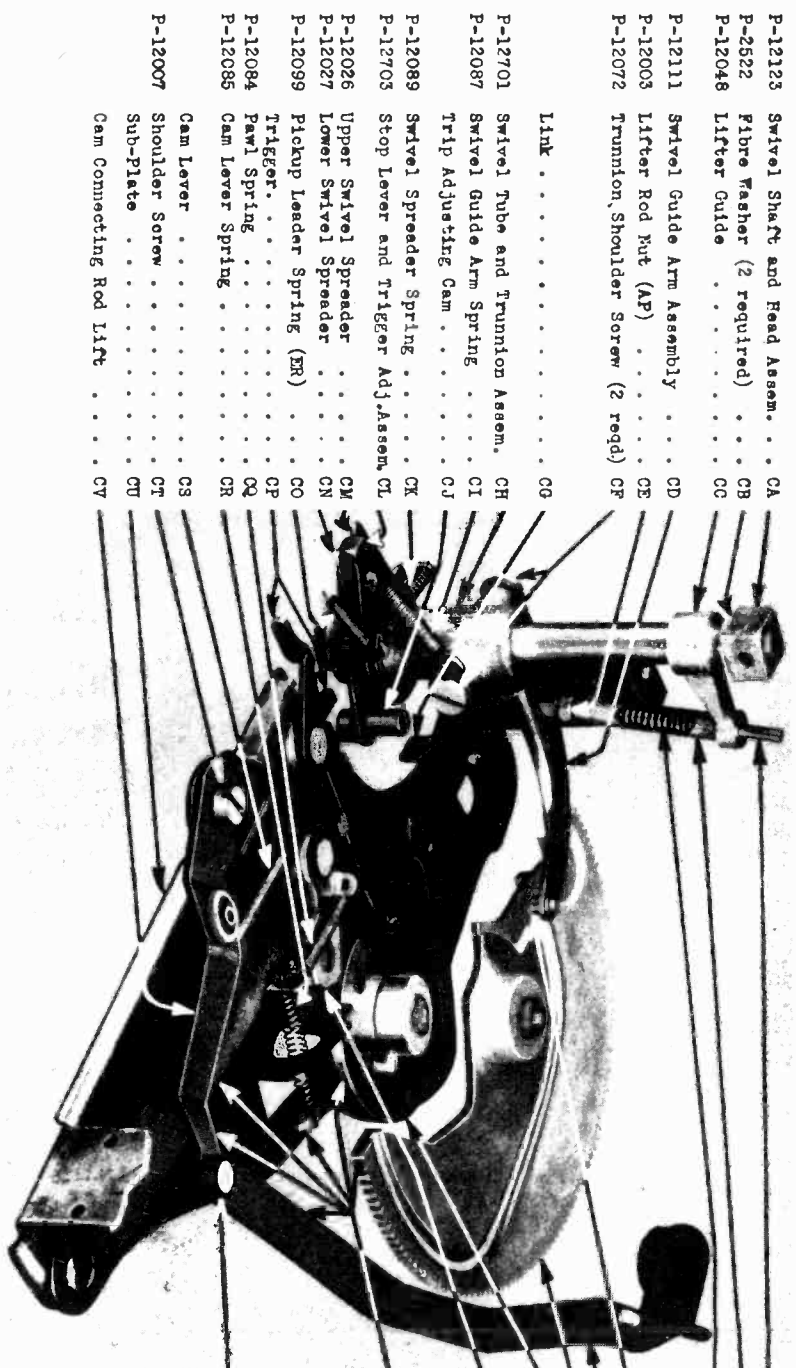 P-12123 Swivel Shaft and Head Assem. . . CA
P-2522 Fibre Washer (2 required) . . . CB
P-12048 Lifter Guide . . . . . . . . . CC
P-12111 Swivel Guide Arm Assembly . . . CD
P-12003 Lifter Rod Nut (AP) . . . . . . CE
P-12072 Trunnion Shoulder Screw (2 reqd.) CF
Link . . . . . . . . . . . . . CG
P-12701 Swivel Tube and Trunnion Assem. CH
P-12087 Swivel Guide Arm Spring . . . . CI
Trip Adjusting Cam . . . . . . CJ
P-12089 Swivel Spreader Spring . . . . . CK
P-12703 Stop Lever and Trigger Adj.Assem. CL
P-12026 Upper Swivel Spreader . . . . . CM
P-12027 Lower Swivel Spreader . . . . . CN
P-12099 Pickup Leader Spring (ER) . . . CO
Trigger. . . . . . . . . . . . CP
P-12084 Pawl Spring . . . . . . . . . . CQ
P-12085 Cam Lever Spring . . . . . . . . CR
Cam Lever . . . . . . . . . . . CS
P-12007 Shoulder Screw . . . . . . . . . CT
Sub-Plate . . . . . . . . . . . CU
Cam Connecting Rod Lift . . . . CV